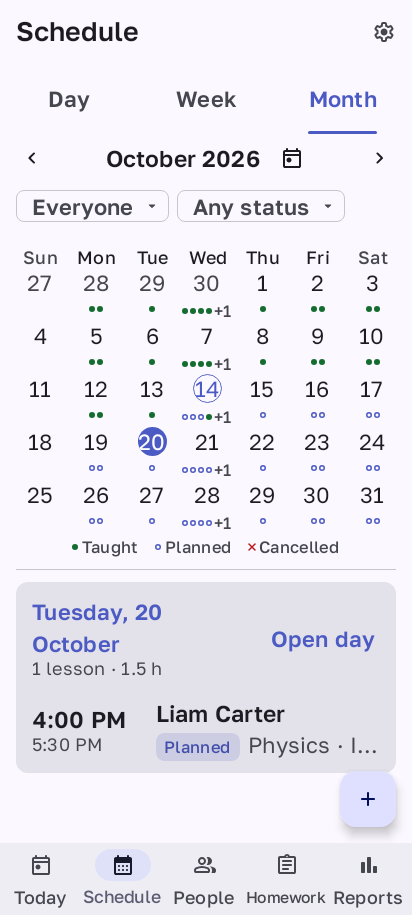 Schedule
Day Week Month
October 2026
Everyone Any status
Sun Mon Tue Wed Thu Fri Sat
27 28 29 30 1 2 3
+1
4 5 6 7 8 9 10
+1
11 12 13 14 15 16 17
+1
18 19 20 21 22 23 24
+1
25 26 27 28 29 30 31
+1
Taught Planned Cancelled
Tuesday, 20
October
Open day
1 lesson · 1.5 h
4:00 PM Liam Carter
5:30 PM Planned Physics · I...
+
Today Schedule People Homework Reports